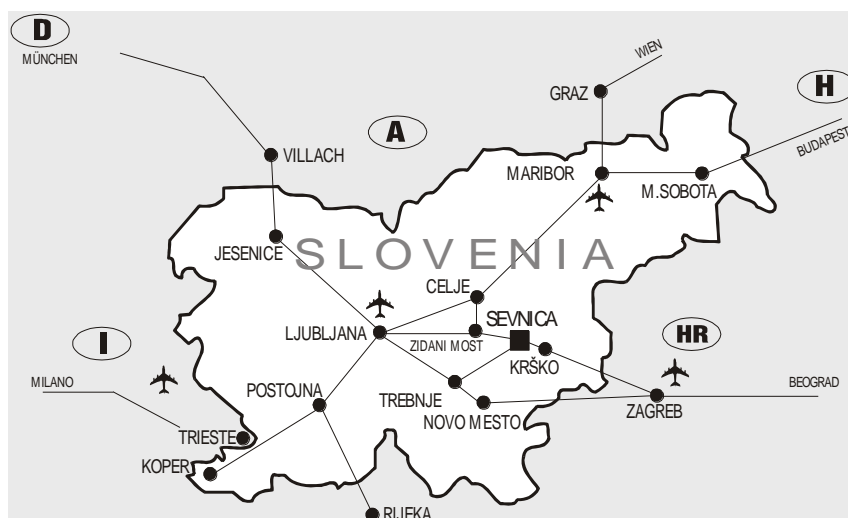 D
MÜNCHEN
WIEN
GRAZ
H
BUDAPEST
A
VILLACH
MARIBOR
M.SOBOTA
JESENICE
SLOVENIA
CELJE
SEVNICA
LJUBLJANA
ZIDANI MOST
HR
I
KRŠKO
MILANO
POSTOJNA
TREBNJE
BEOGRAD
NOVO MESTO
ZAGREB
TRIESTE
KOPER
RIJEKA